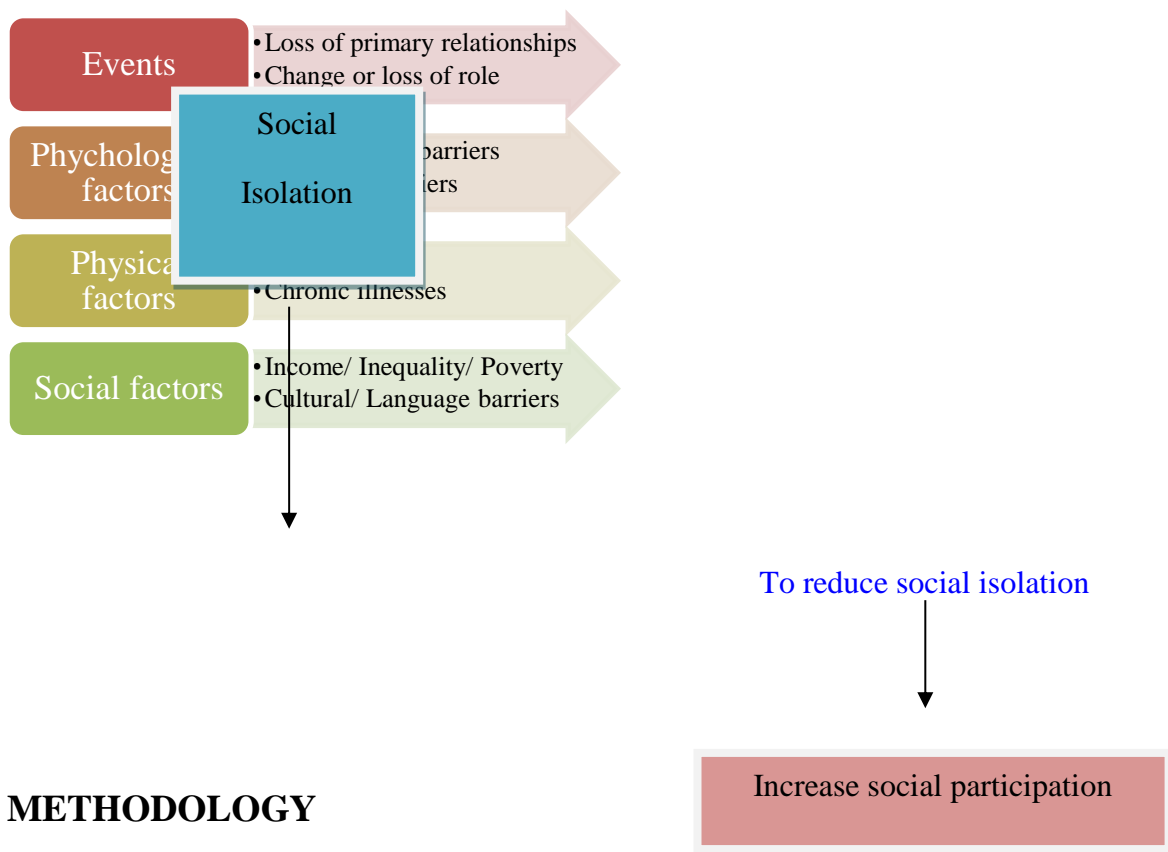 Events
•Loss of primary relationships
•Change or loss of role
Social
Isolation
factors
barriers
factors
•Chronic illnesses
Social factors
•Income/ Inequality/ Poverty
•Cultural/ Language barriers
To reduce social isolation
Increase social participation
METHODOLOGY